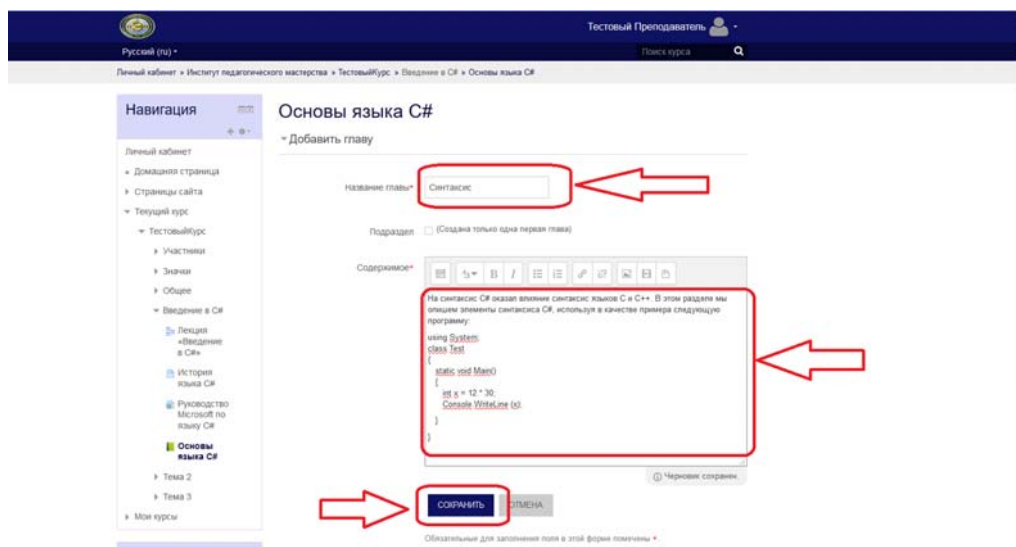 Тестовый Преподаватель
Русский (ru)
Поиск курса
Личный кабинет » Институт педагогического мастерства » ТестовыйКурс » Введение в C# » Основы языка C#
Навигация
Личный кабинет
Домашняя страница
Страницы сайта
Текущий курс
ТестовыйКурс
Участники
Значки
Общее
Введение в C#
Лекция
«Введение
в C#»
История
языка C#
Руководство
Microsoft по
языку C#
Основы
языка C#
Тема 2
Тема 3
Мои курсы
Основы языка C#
Добавить главу
Название главы*
Синтаксис
Подраздел
(Создана только одна первая глава)
Содержимое*
B I
На синтаксис C# оказал влияние синтаксис языков C и C++. В этом разделе мы
опишем элементы синтаксиса C#, используя в качестве примера следующую
программу:
using System;
class Test
{
static void Main()
{
int x = 12 * 30;
Console.WriteLine (x);
}
}
Черновик сохранен.
СОХРАНИТЬ
ОТМЕНА
Обязательные для заполнения поля в этой форме помечены *.